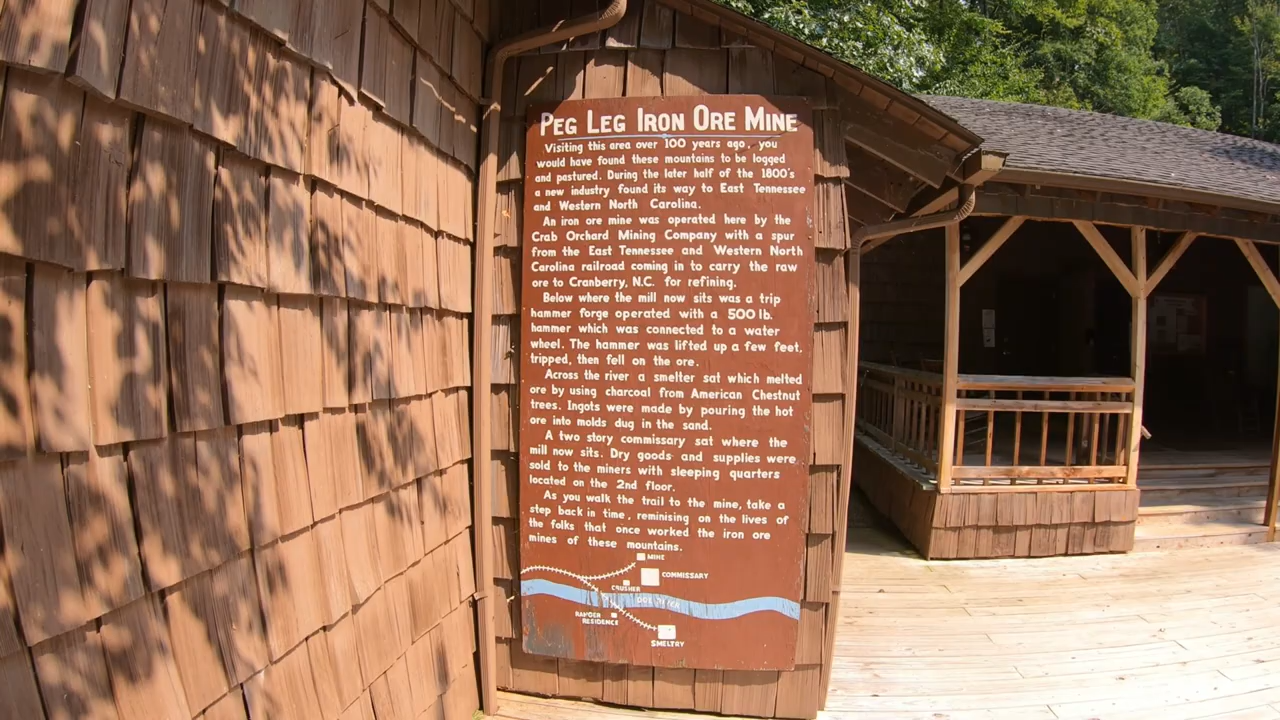 PEG LEG IRON ORE MINE
Visiting this area over 100 years ago, you
would have found these mountains to be logged
and pastured. During the later half of the 1800's
a new industry found its way to East Tennessee
and Western North Carolina.
An iron ore mine was operated here by the
Crab Orchard Mining Company with a spur
from the East Tennessee and Western North
Carolina railroad coming in to carry the raw
ore to Cranberry, N.C. for refining.
Below where the mill now sits was a trip
hammer forge operated with a 500 lb.
hammer which was connected to a water
wheel. The hammer was lifted up a few feet,
tripped, then fell on the ore.
Across the river a smelter sat which melted
ore by using charcoal from American Chestnut
trees. Ingots were made by pouring the hot
ore into molds dug in the sand.
A two story commissary sat where the
mill now sits. Dry goods and supplies were
sold to the miners with sleeping quarters
located on the 2nd floor.
As you walk the trail to the mine, take a
step back in time, reminising on the lives of
the folks that once worked the iron ore
mines of these mountains.
MINE
COMMISSARY
CRUSHER
RANGER
RESIDENCE
SMELTRY